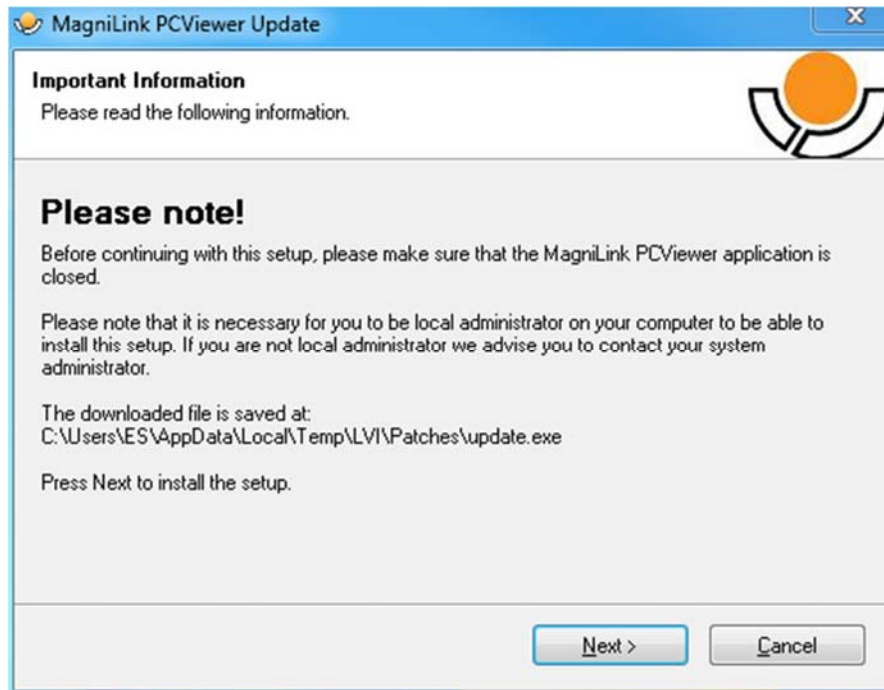 MagniLink PCViewer Update
Important Information
Please read the following information.
Please note!
Before continuing with this setup, please make sure that the MagniLink PCViewer application is
closed.
Please note that it is necessary for you to be local administrator on your computer to be able to
install this setup. If you are not local administrator we advise you to contact your system
administrator.
The downloaded file is saved at:
C:\Users\ES\AppData\Local\Temp\LVI\Patches\update.exe
Press Next to install the setup.
Next >
Cancel